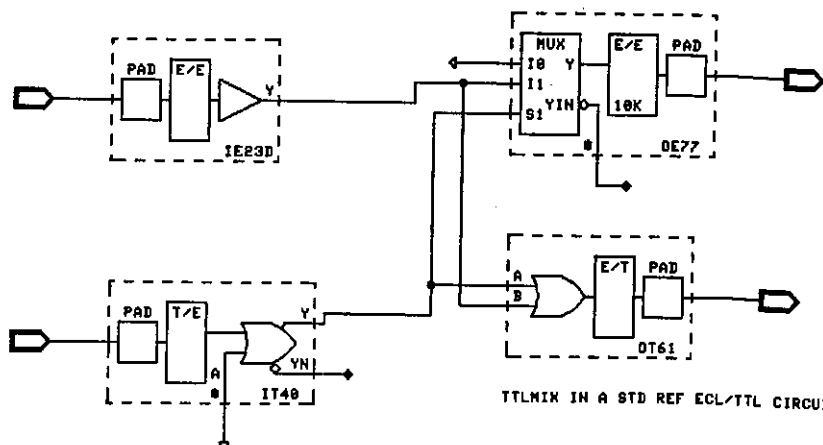 PAD
E/E
Y
IE23D
MUX
I0
Y
I1
YIN
S1
E/E
10K
PAD
*
OE77
PAD
T/E
Y
YN
A
*
IT40
A
B
E/T
PAD
OT61
TTLMIX IN A STD REF ECL/TTL CIRCUI